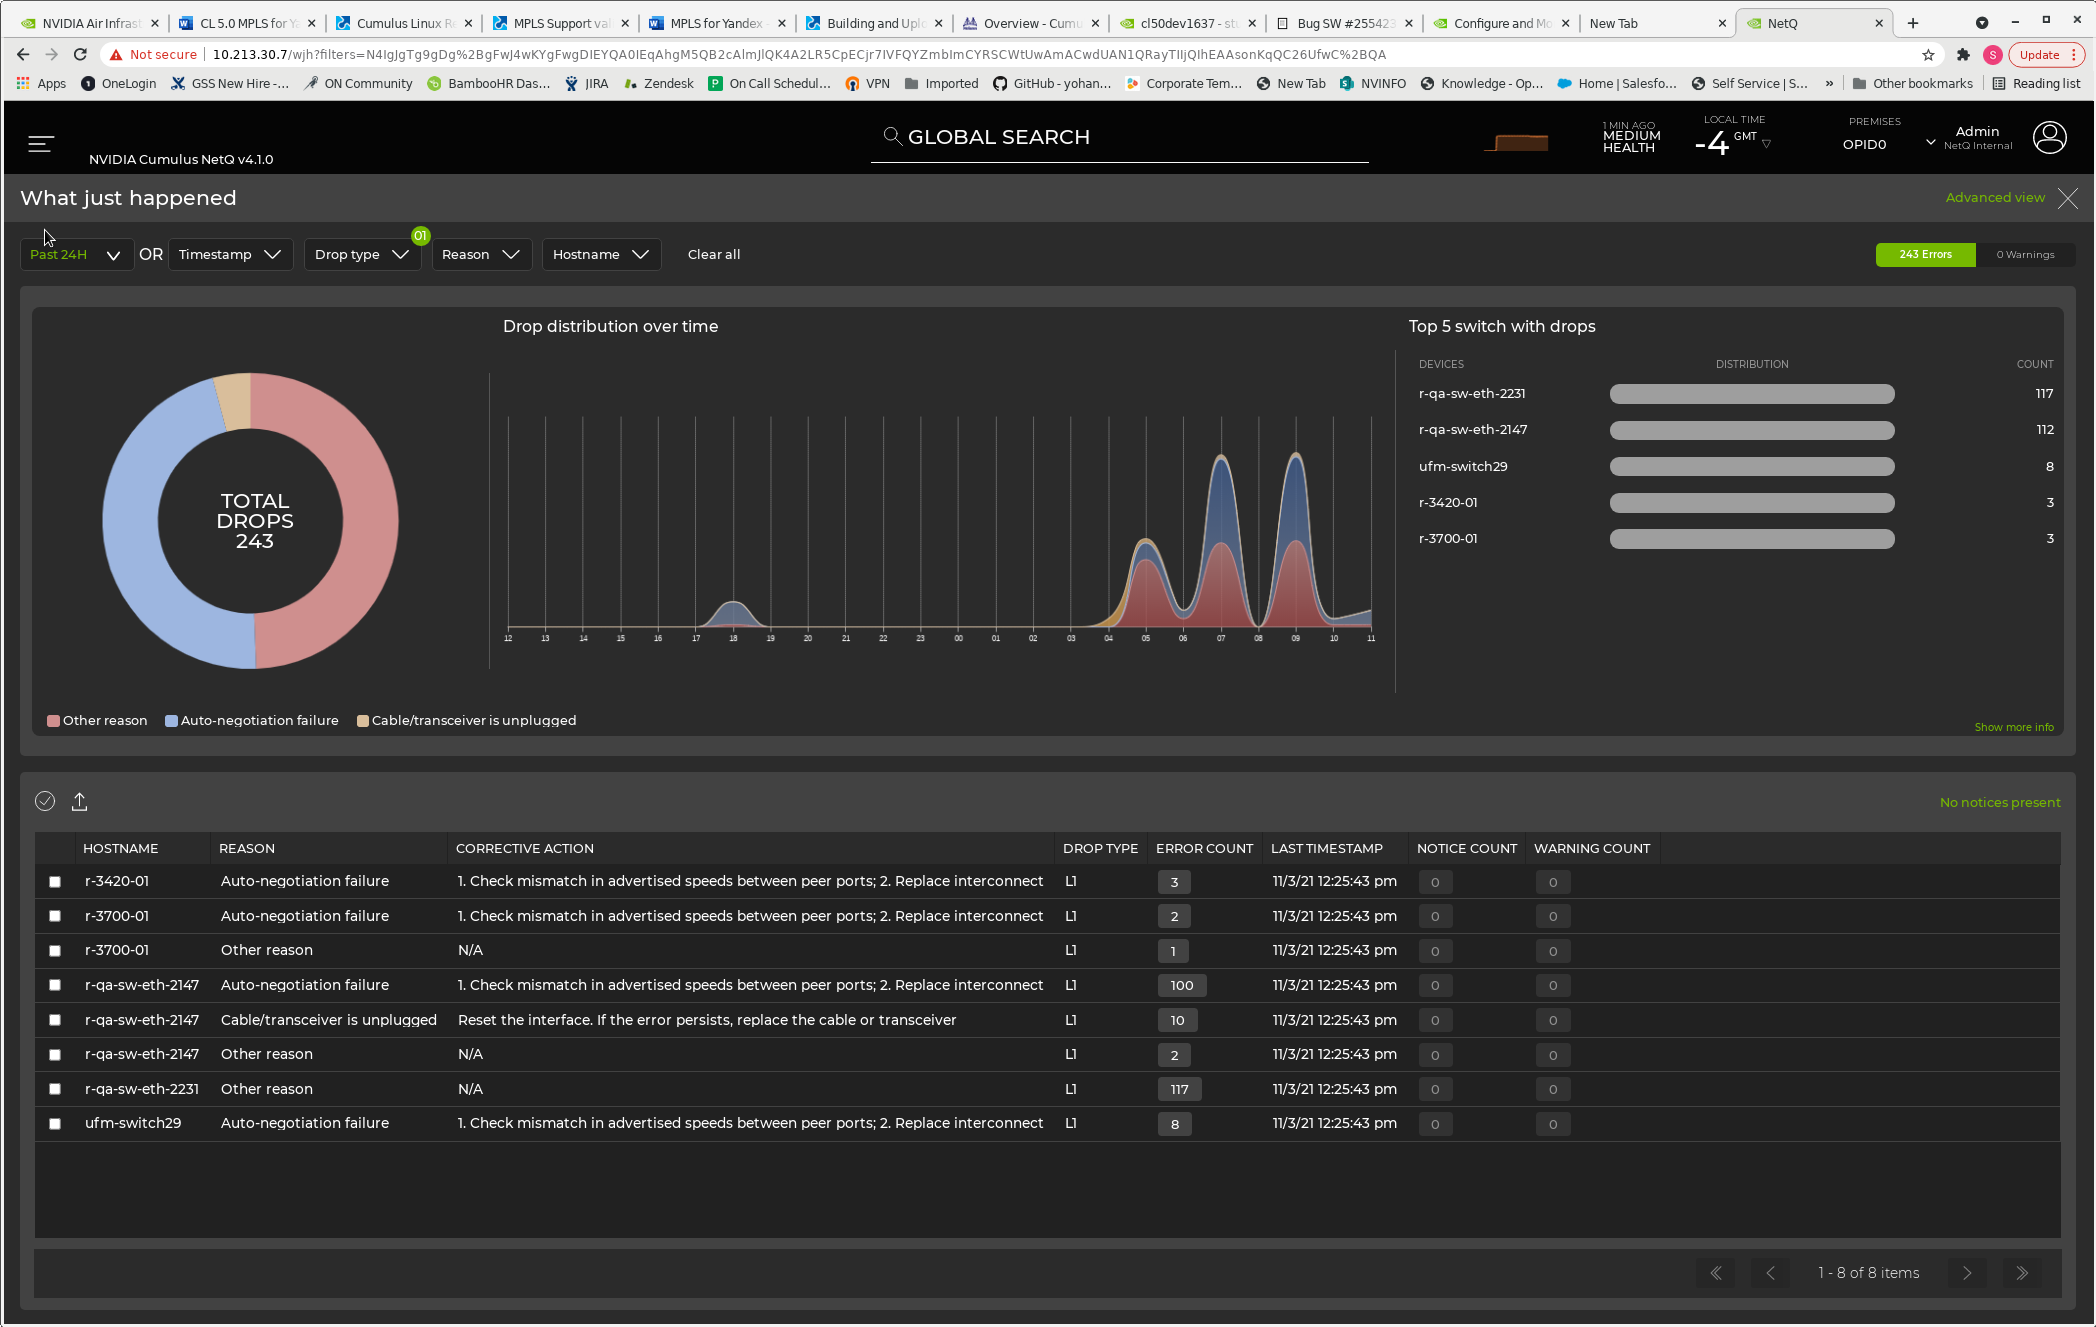 NVIDIA Air Infrast
CL 5.0 MPLS for Y
Cumulus Linux R
MPLS Support val
MPLS for Yandex -
Building and Uplo
Overview - Cumu
cl50dev1637 - stu
Bug SW #255423
Configure and Mo
New Tab
NetQ
Not secure
10.213.30.7/wjh?filters=
Update
Apps OneLogin GSS New Hire -... ON Community BambooHR Das... JIRA Zendesk On Call Schedul... VPN Imported GitHub - yohan... Corporate Tem... New Tab NVINFO Knowledge - Op... Home | Salesfo... Self Service | S... » Other bookmarks Reading list
NVIDIA Cumulus NetQ v4.1.0
GLOBAL SEARCH
1 MIN AGO
MEDIUM
HEALTH
LOCAL TIME
-4 GMT
PREMISES
OPID0
Admin
NetQ Internal
What just happened
Advanced view
Past 24H OR Timestamp Drop type 01 Reason Hostname Clear all
243 Errors 0 Warnings
Drop distribution over time
Top 5 switch with drops
TOTAL
DROPS
243
12 13 14 15 16 17 18 19 20 21 22 23 00 01 02 03 04 05 06 07 08 09 10 11
DEVICES DISTRIBUTION COUNT
r-qa-sw-eth-2231 117
r-qa-sw-eth-2147 112
ufm-switch29 8
r-3420-01 3
r-3700-01 3
Other reason Auto-negotiation failure Cable/transceiver is unplugged
Show more info
No notices present
HOSTNAME REASON CORRECTIVE ACTION DROP TYPE ERROR COUNT LAST TIMESTAMP NOTICE COUNT WARNING COUNT
r-3420-01 Auto-negotiation failure 1. Check mismatch in advertised speeds between peer ports; 2. Replace interconnect L1 3 11/3/21 12:25:43 pm 0 0
r-3700-01 Auto-negotiation failure 1. Check mismatch in advertised speeds between peer ports; 2. Replace interconnect L1 2 11/3/21 12:25:43 pm 0 0
r-3700-01 Other reason N/A L1 1 11/3/21 12:25:43 pm 0 0
r-qa-sw-eth-2147 Auto-negotiation failure 1. Check mismatch in advertised speeds between peer ports; 2. Replace interconnect L1 100 11/3/21 12:25:43 pm 0 0
r-qa-sw-eth-2147 Cable/transceiver is unplugged Reset the interface. If the error persists, replace the cable or transceiver L1 10 11/3/21 12:25:43 pm 0 0
r-qa-sw-eth-2147 Other reason N/A L1 2 11/3/21 12:25:43 pm 0 0
r-qa-sw-eth-2231 Other reason N/A L1 117 11/3/21 12:25:43 pm 0 0
ufm-switch29 Auto-negotiation failure 1. Check mismatch in advertised speeds between peer ports; 2. Replace interconnect L1 8 11/3/21 12:25:43 pm 0 0
1 - 8 of 8 items